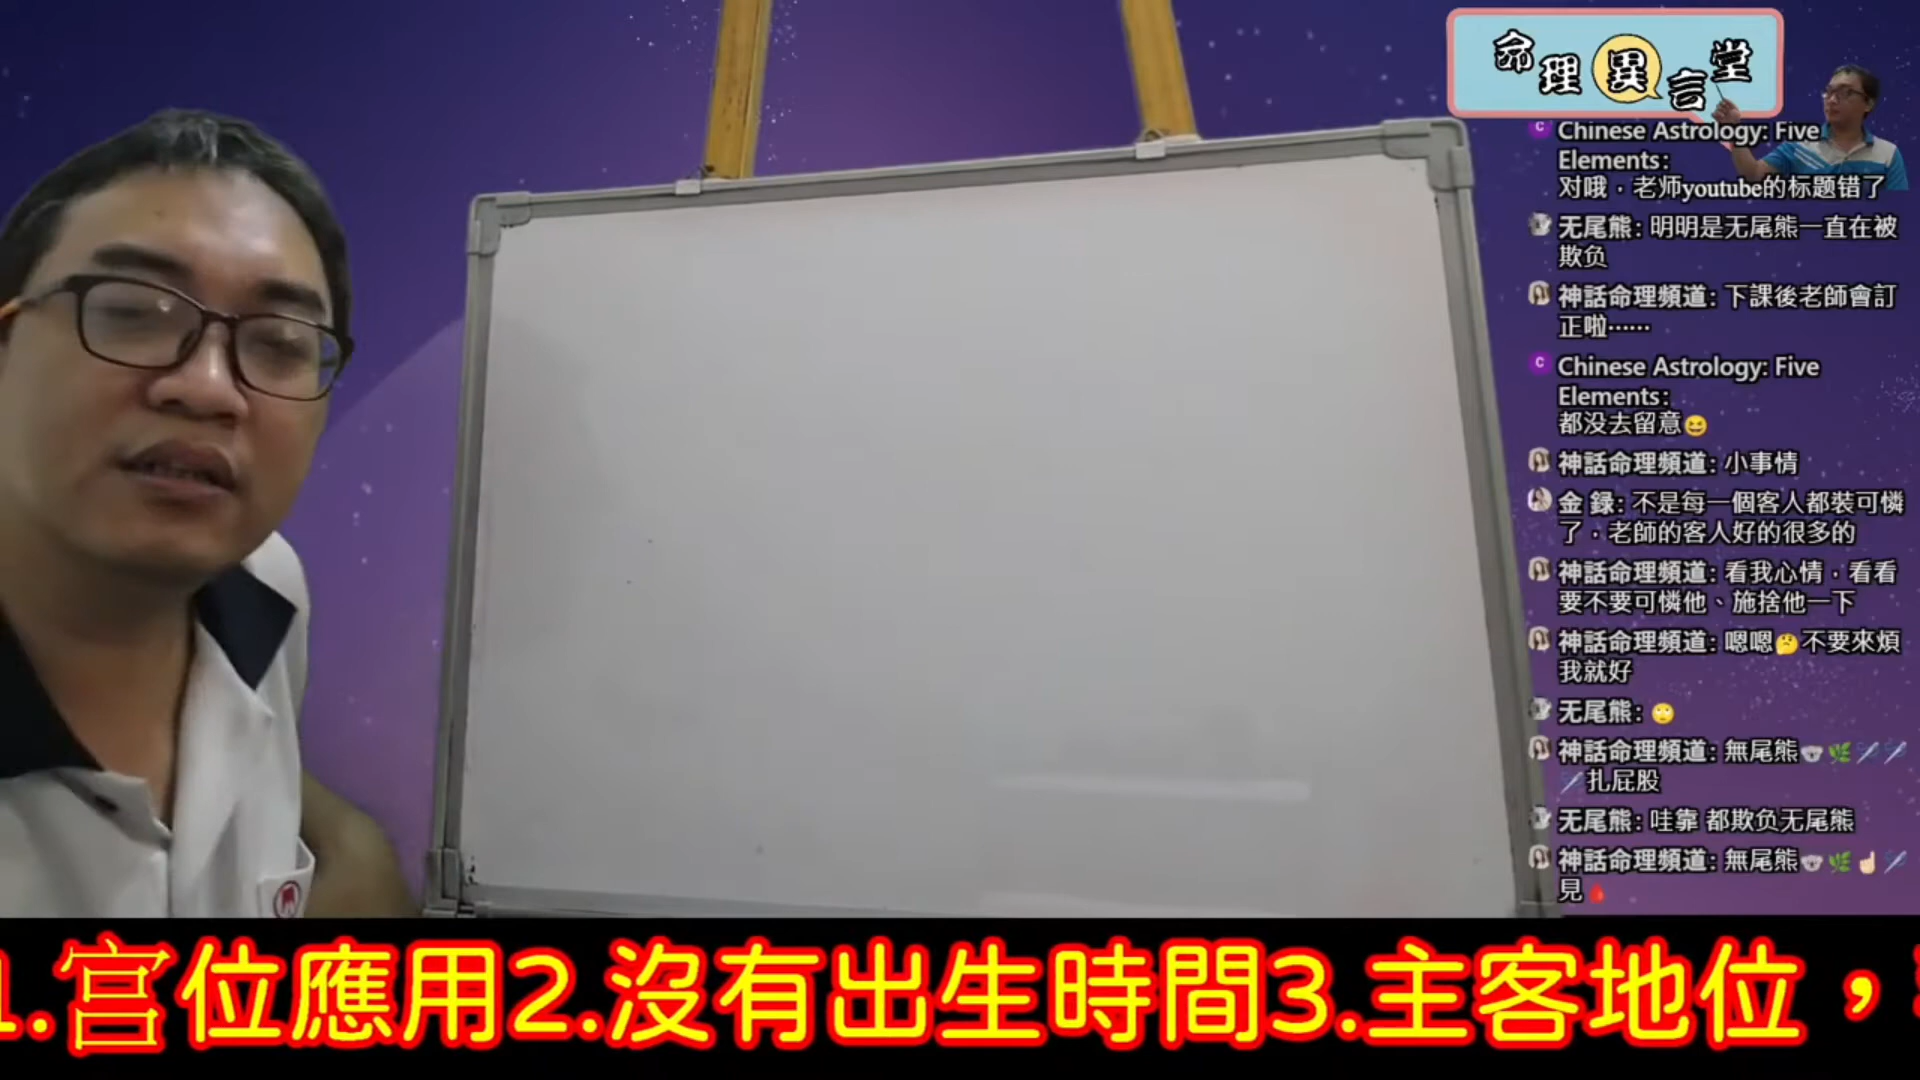 命理異言堂
Chinese Astrology: Five
Elements:
对哦，老师youtube的标题错了
无尾熊: 明明是无尾熊一直在被
欺负
神話命理頻道: 下課後老師會訂
正啦……
Chinese Astrology: Five
Elements:
都没去留意😆
神話命理頻道: 小事情
金 録: 不是每一個客人都裝可憐
了，老師的客人好的很多的
神話命理頻道: 看我心情，看看
要不要可憐他、施捨他一下
神話命理頻道: 嗯嗯🤔不要來煩
我就好
无尾熊: 🙄
神話命理頻道: 無尾熊🐨🌿🪡🪡
🪡扎屁股
无尾熊: 哇靠 都欺负无尾熊
神話命理頻道: 無尾熊🐨🌿☝🏻🪡
見🩸
1.宮位應用2.沒有出生時間3.主客地位，